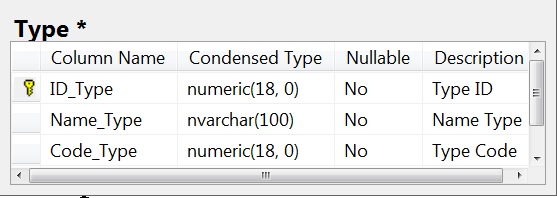 Type *
Column Name Condensed Type Nullable Description
ID_Type numeric(18, 0) No Type ID
Name_Type nvarchar(100) No Name Type
Code_Type numeric(18, 0) No Type Code